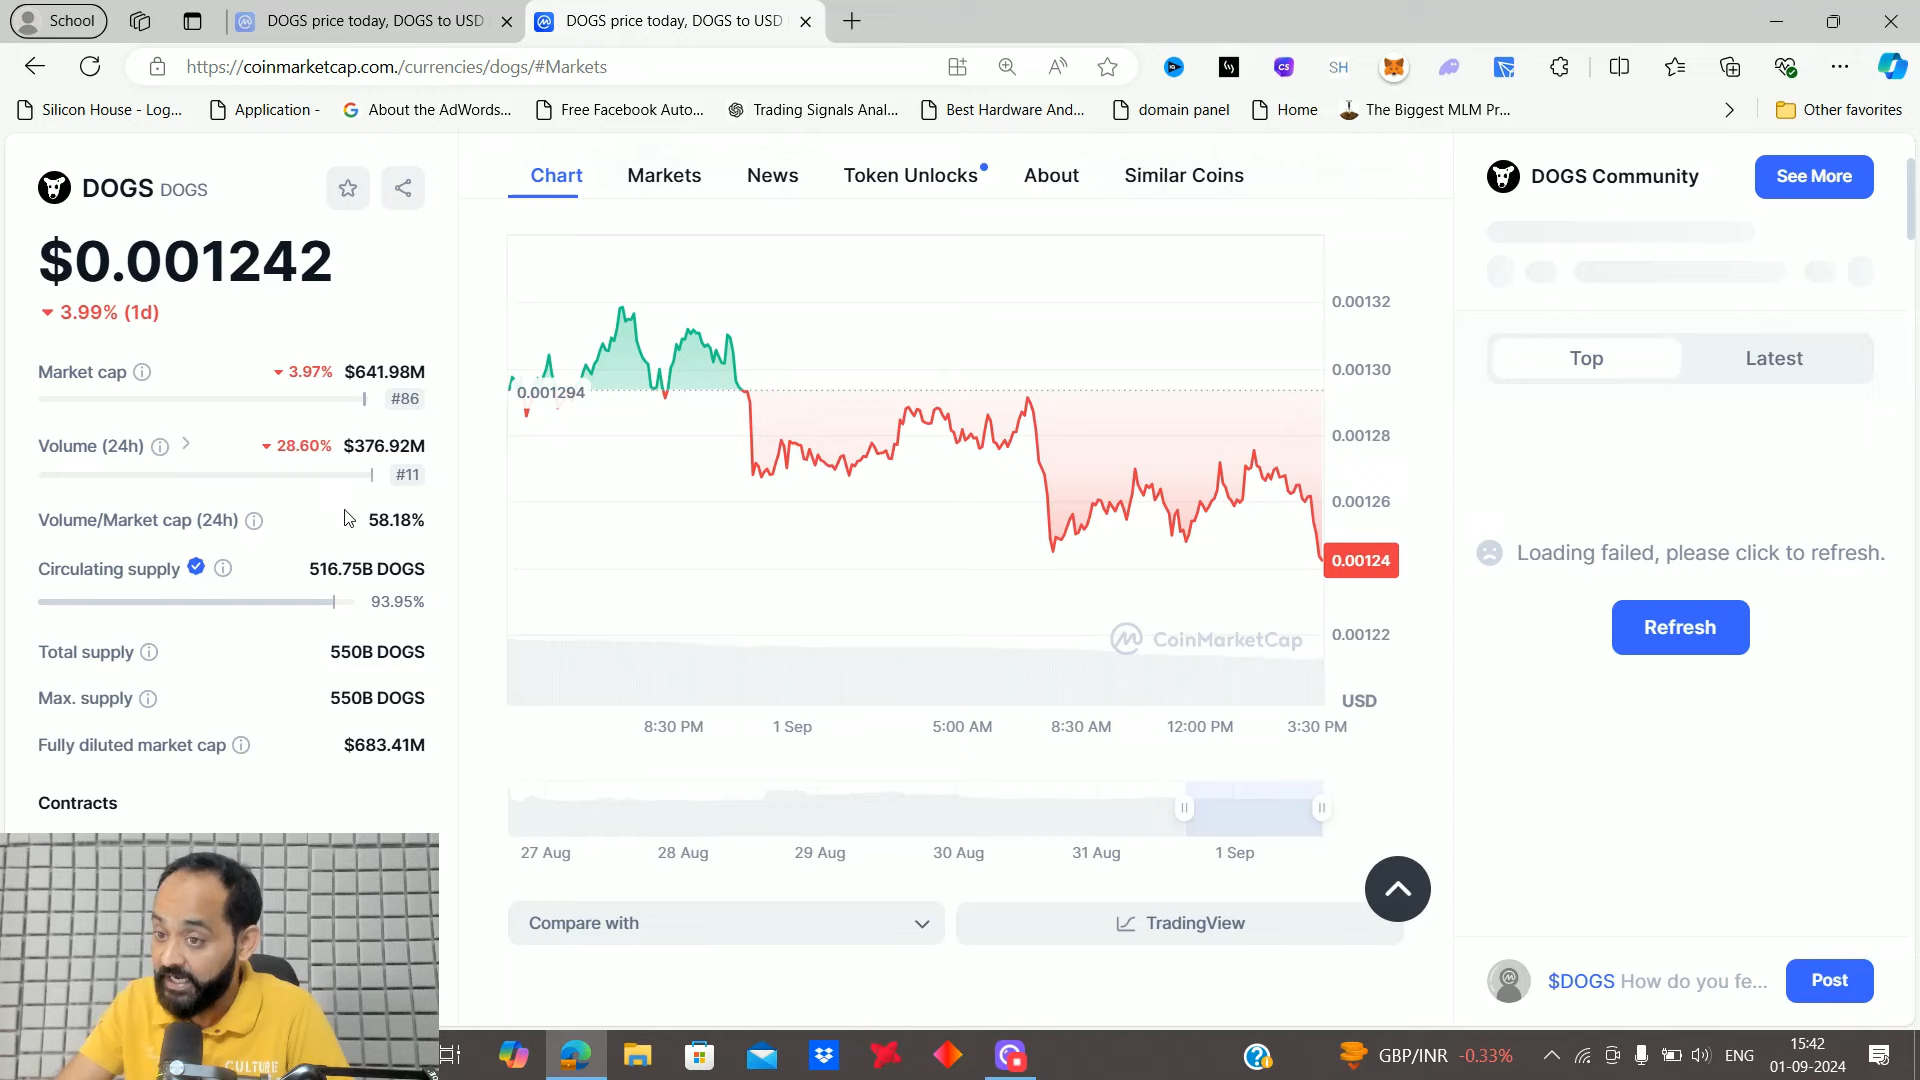 School
DOGS price today, DOGS to USD
DOGS price today, DOGS to USD
https://coinmarketcap.com./currencies/dogs/#Markets
SH
CS
Silicon House - Log...
Application -
About the AdWords...
Free Facebook Auto...
Trading Signals Anal...
Best Hardware And...
domain panel
Home
The Biggest MLM Pr...
Other favorites
DOGS DOGS
$0.001242
3.99% (1d)
Market cap 3.97% $641.98M
#86
Volume (24h) 28.60% $376.92M
#11
Volume/Market cap (24h) 58.18%
Circulating supply 516.75B DOGS
93.95%
Total supply 550B DOGS
Max. supply 550B DOGS
Fully diluted market cap $683.41M
Contracts
Chart Markets News Token Unlocks About Similar Coins
0.001294
0.00132
0.00130
0.00128
0.00126
0.00124
0.00122
CoinMarketCap
USD
8:30 PM 1 Sep 5:00 AM 8:30 AM 12:00 PM 3:30 PM
27 Aug 28 Aug 29 Aug 30 Aug 31 Aug 1 Sep
Compare with
TradingView
DOGS Community
See More
Top Latest
Loading failed, please click to refresh.
Refresh
$DOGS How do you fe...
Post
CULTURE
GBP/INR -0.33%
ENG
15:42
01-09-2024